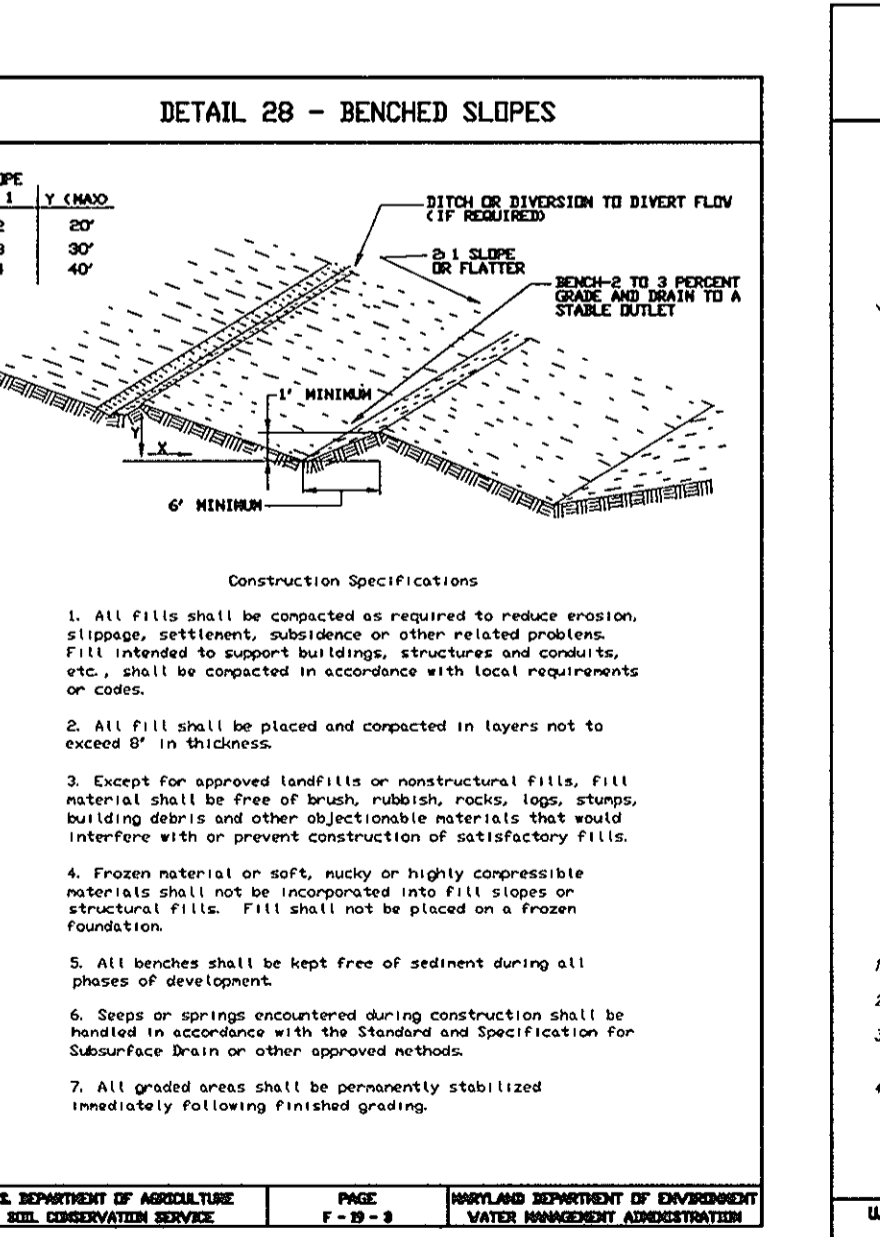 DETAIL 28 - BENCHED SLOPES
1 Y (MAX)
2 20'
3 30'
4 40'
DITCH OR DIVERSION TO DIVERT FLOW
(IF REQUIRED)
2:1 SLOPE
OR FLATTER
BENCH-2 TO 3 PERCENT
GRADE AND DRAIN TO A
STABLE OUTLET
1' MINIMUM
Y
X
6' MINIMUM
Construction Specifications
1. All fills shall be compacted as required to reduce erosion,
slippage, settlement, subsidence or other related problems.
Fill intended to support buildings, structures and conduits,
etc., shall be compacted in accordance with local requirements
or codes.
2. All fill shall be placed and compacted in layers not to
exceed 8" in thickness.
3. Except for approved landfills or nonstructural fills, fill
material shall be free of brush, rubbish, rocks, logs, stumps,
building debris and other objectionable materials that would
interfere with or prevent construction of satisfactory fills.
4. Frozen material or soft, mucky or highly compressible
materials shall not be incorporated into fill slopes or
structural fills. Fill shall not be placed on a frozen
foundation.
5. All benches shall be kept free of sediment during all
phases of development.
6. Seeps or springs encountered during construction shall be
handled in accordance with the Standard and Specification for
Subsurface Drain or other approved methods.
7. All graded areas shall be permanently stabilized
immediately following finished grading.
S. DEPARTMENT OF AGRICULTURE
SOIL CONSERVATION SERVICE
PAGE
F - 19 - 3
MARYLAND DEPARTMENT OF ENVIRONMENT
WATER MANAGEMENT ADMINISTRATION
1
2
3
4
U.